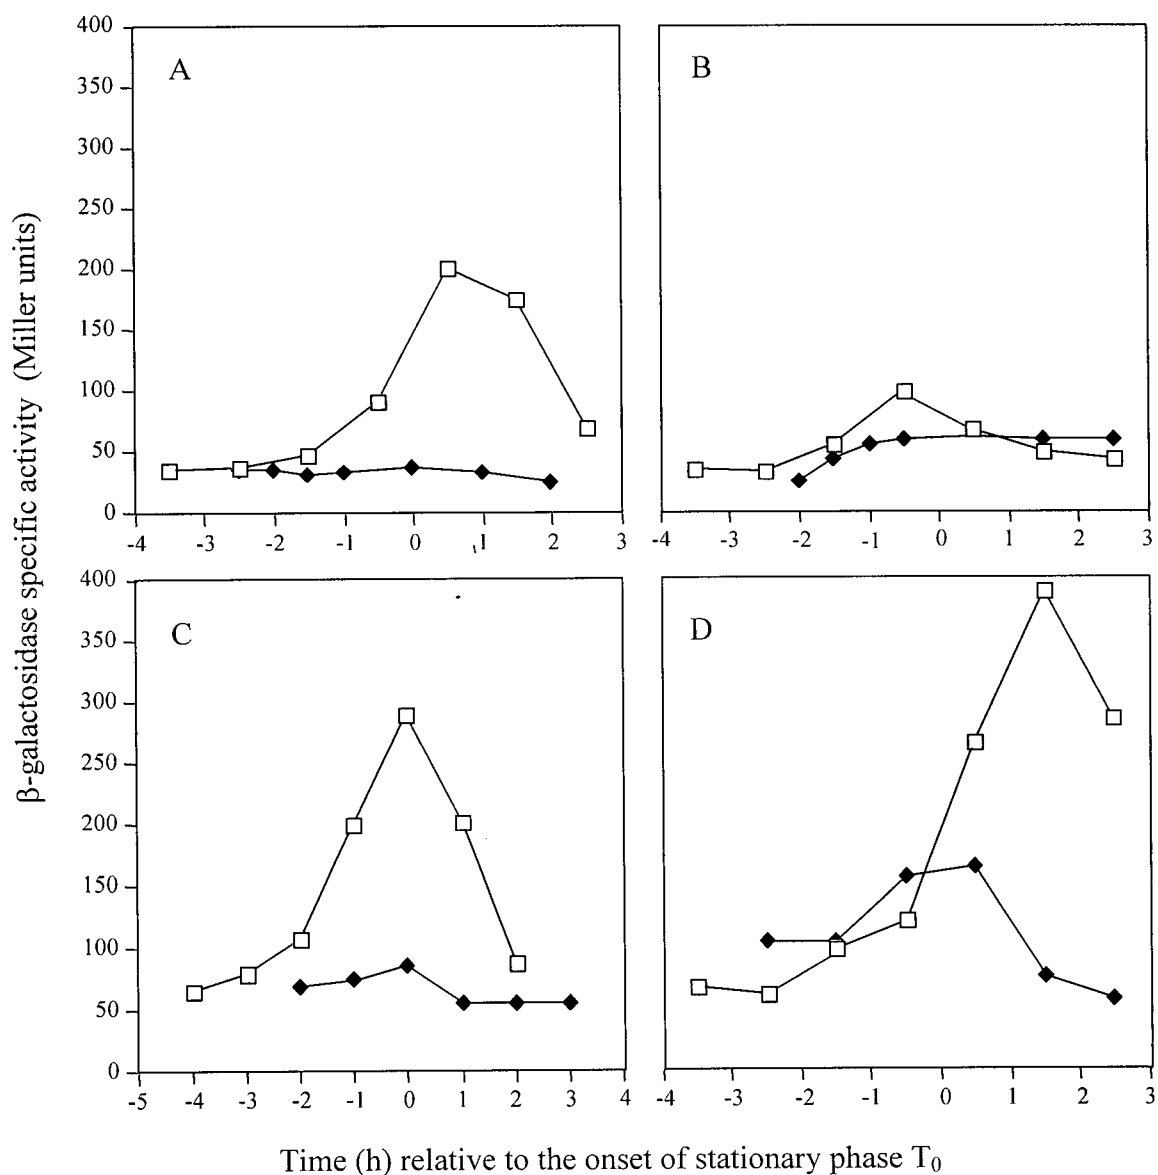 β-galactosidase specific activity (Miller units)
A
400
350
300
250
200
150
100
50
0
-4 -3 -2 -1 0 1 2 3
B
-4 -3 -2 -1 0 1 2 3
C
400
350
300
250
200
150
100
50
0
-5 -4 -3 -2 -1 0 1 2 3 4
D
-4 -3 -2 -1 0 1 2 3
Time (h) relative to the onset of stationary phase T₀